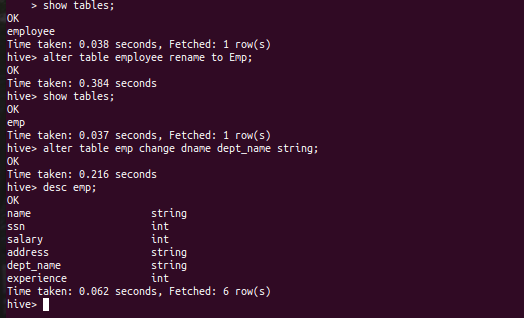 > show tables;
OK
employee
Time taken: 0.038 seconds, Fetched: 1 row(s)
hive> alter table employee rename to Emp;
OK
Time taken: 0.384 seconds
hive> show tables;
OK
emp
Time taken: 0.037 seconds, Fetched: 1 row(s)
hive> alter table emp change dname dept_name string;
OK
Time taken: 0.216 seconds
hive> desc emp;
OK
name string
ssn int
salary int
address string
dept_name string
experience int
Time taken: 0.062 seconds, Fetched: 6 row(s)
hive>